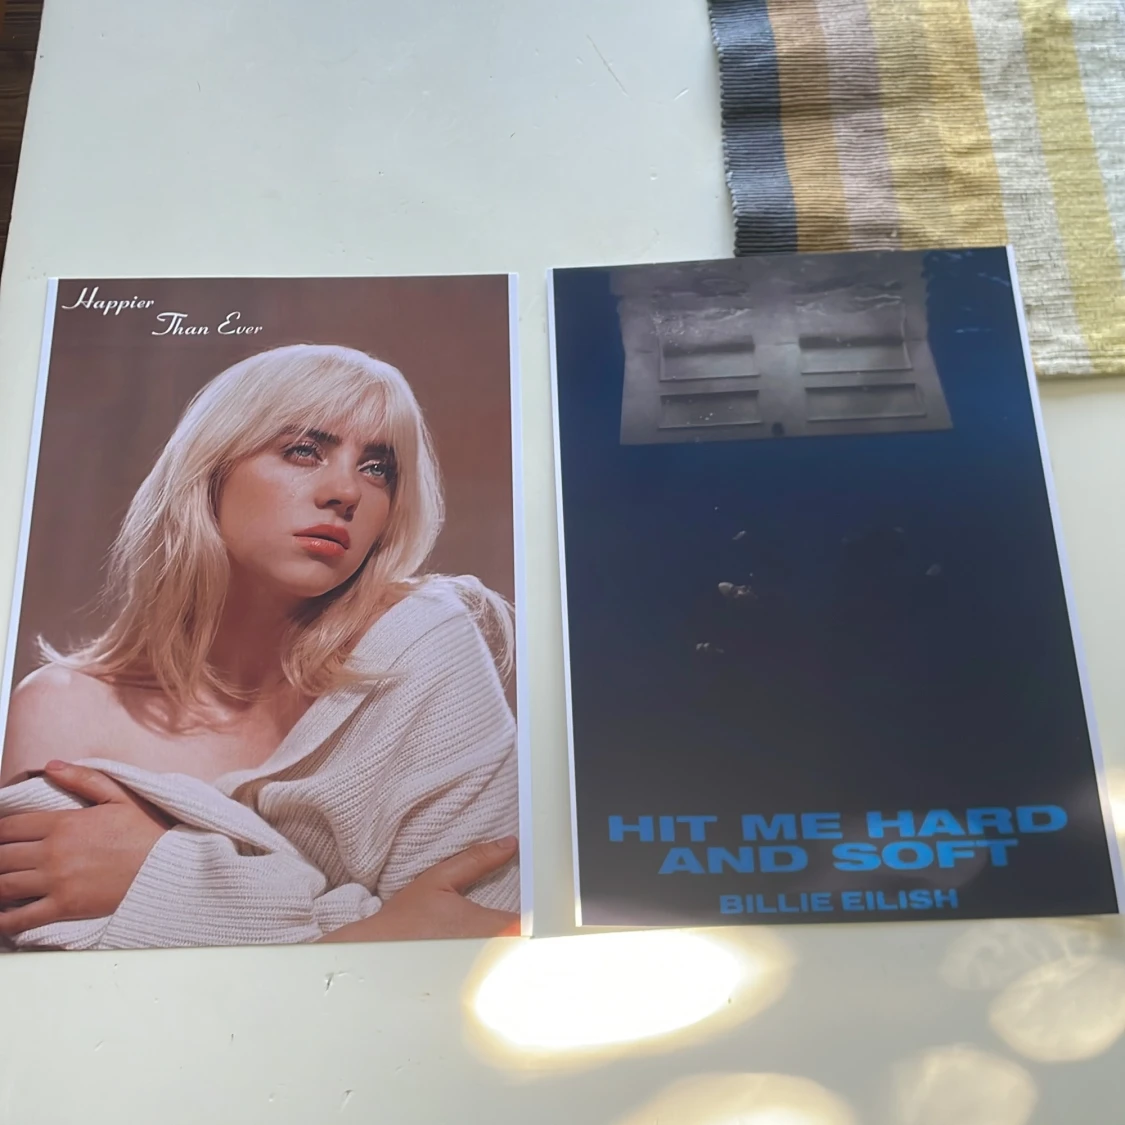 Happier
Than Ever
HIT ME HARD
AND SOFT
BILLIE EILISH